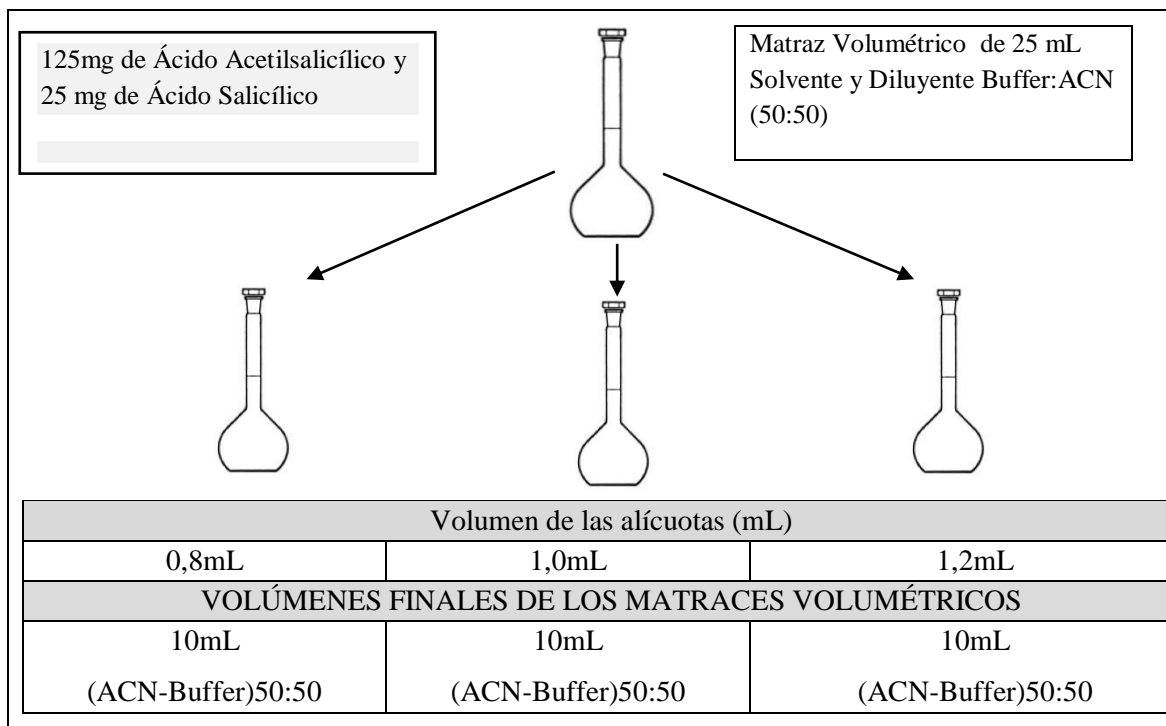 125mg de Ácido Acetilsalicílico y
25 mg de Ácido Salicílico
Matraz Volumétrico de 25 mL
Solvente y Diluyente Buffer:ACN
(50:50)
Volumen de las alícuotas (mL)
0,8mL 1,0mL 1,2mL
VOLÚMENES FINALES DE LOS MATRACES VOLUMÉTRICOS
10mL 10mL 10mL
(ACN-Buffer)50:50 (ACN-Buffer)50:50 (ACN-Buffer)50:50